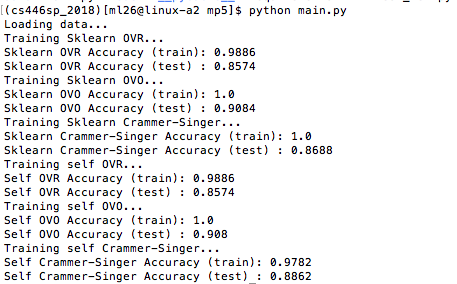 [(cs446sp_2018)[ml26@linux-a2 mp5]$ python main.py
Loading data...
Training Sklearn OVR...
Sklearn OVR Accuracy (train): 0.9886
Sklearn OVR Accuracy (test) : 0.8574
Training Sklearn OVO...
Sklearn OVO Accuracy (train): 1.0
Sklearn OVO Accuracy (test) : 0.9084
Training Sklearn Crammer-Singer...
Sklearn Crammer-Singer Accuracy (train): 1.0
Sklearn Crammer-Singer Accuracy (test) : 0.8688
Training self OVR...
Self OVR Accuracy (train): 0.9886
Self OVR Accuracy (test) : 0.8574
Training self OVO...
Self OVO Accuracy (train): 1.0
Self OVO Accuracy (test) : 0.908
Training self Crammer-Singer...
Self Crammer-Singer Accuracy (train): 0.9782
Self Crammer-Singer Accuracy (test)_: 0.8862